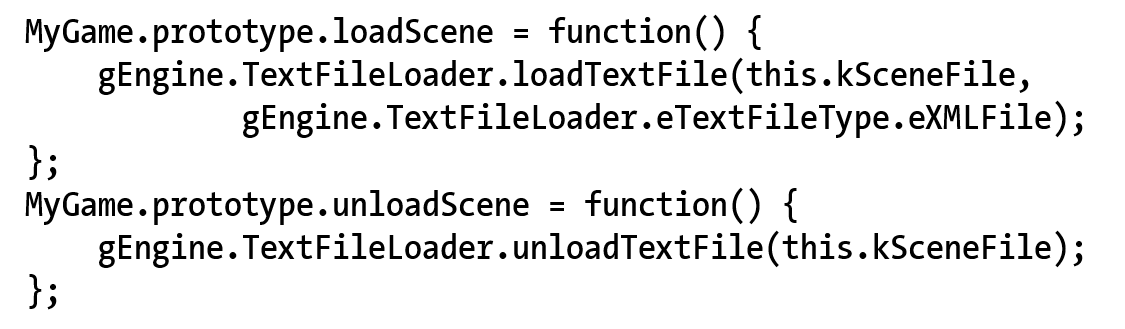 MyGame.prototype.loadScene = function() {
    gEngine.TextFileLoader.loadTextFile(this.kSceneFile,
            gEngine.TextFileLoader.eTextFileType.eXMLFile);
};
MyGame.prototype.unloadScene = function() {
    gEngine.TextFileLoader.unloadTextFile(this.kSceneFile);
};